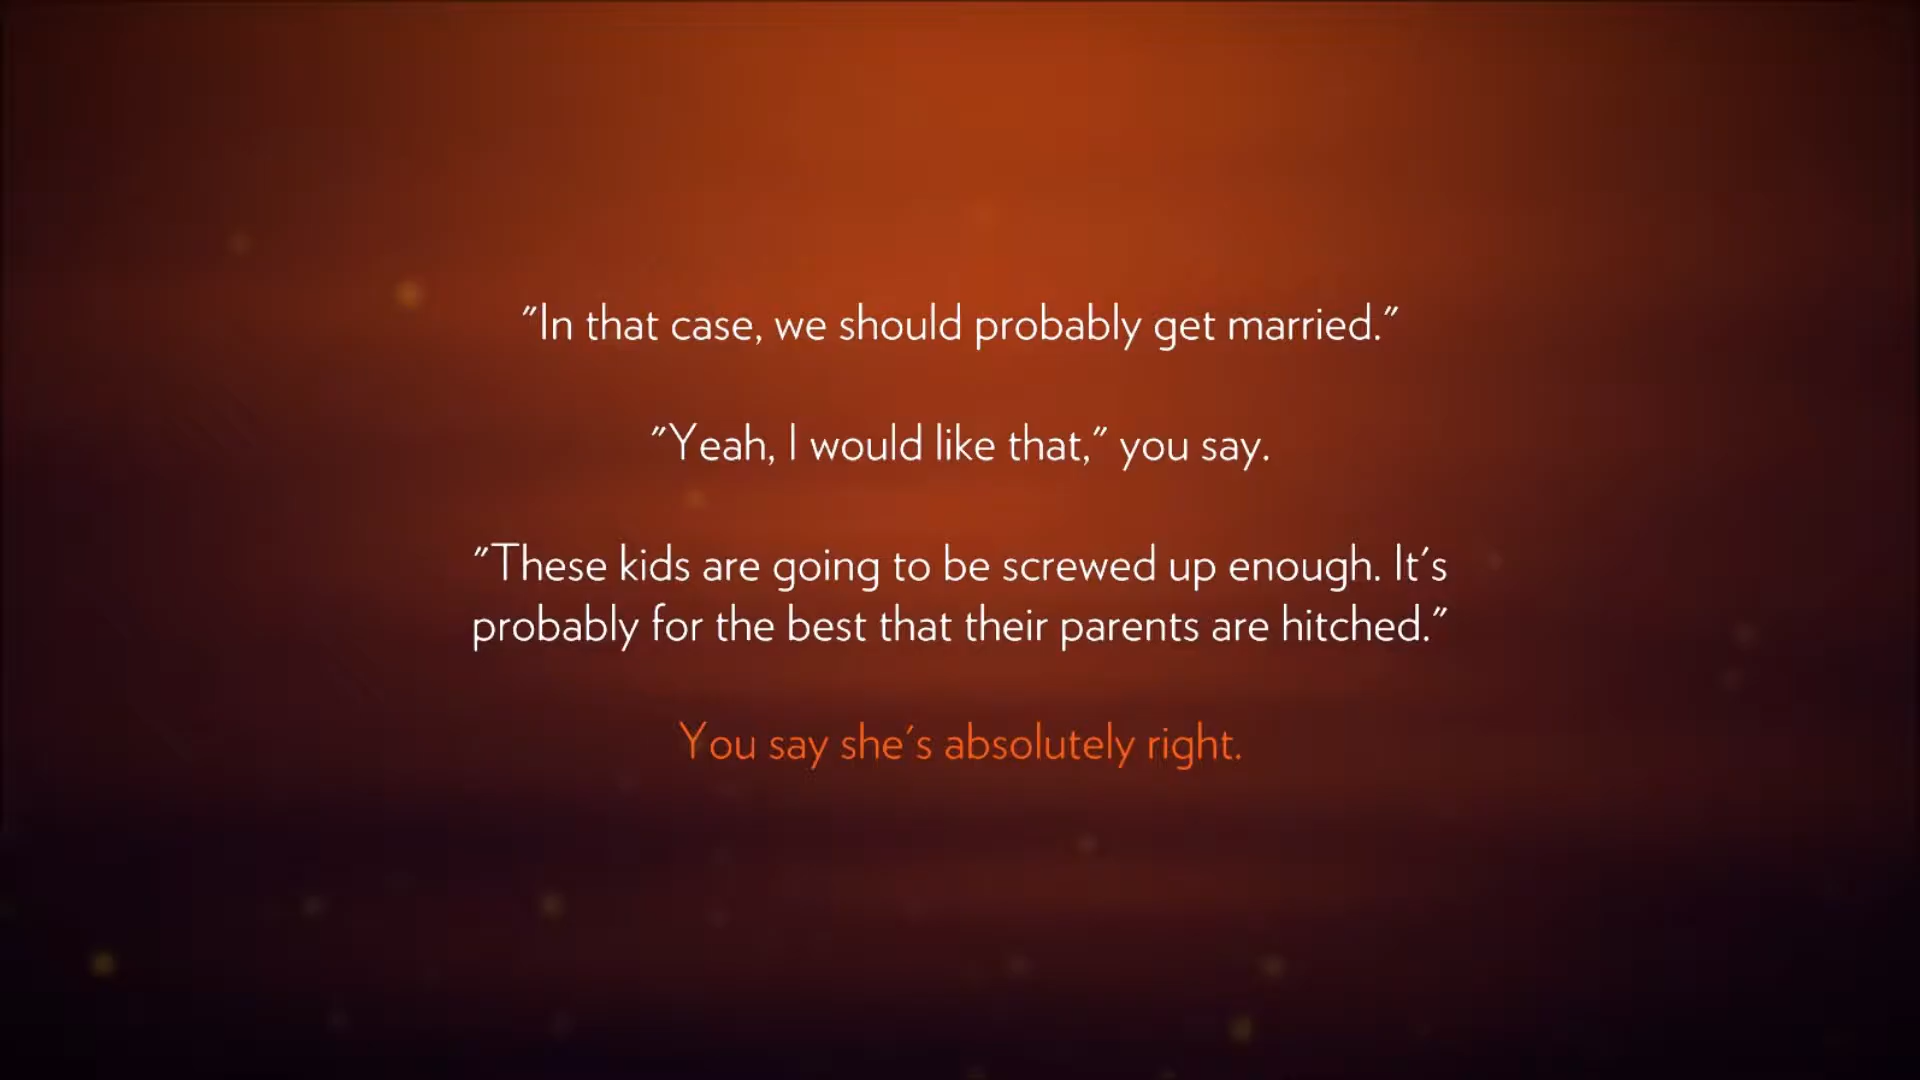 "In that case, we should probably get married."
"Yeah, I would like that," you say.
"These kids are going to be screwed up enough. It's
probably for the best that their parents are hitched."
You say she's absolutely right.